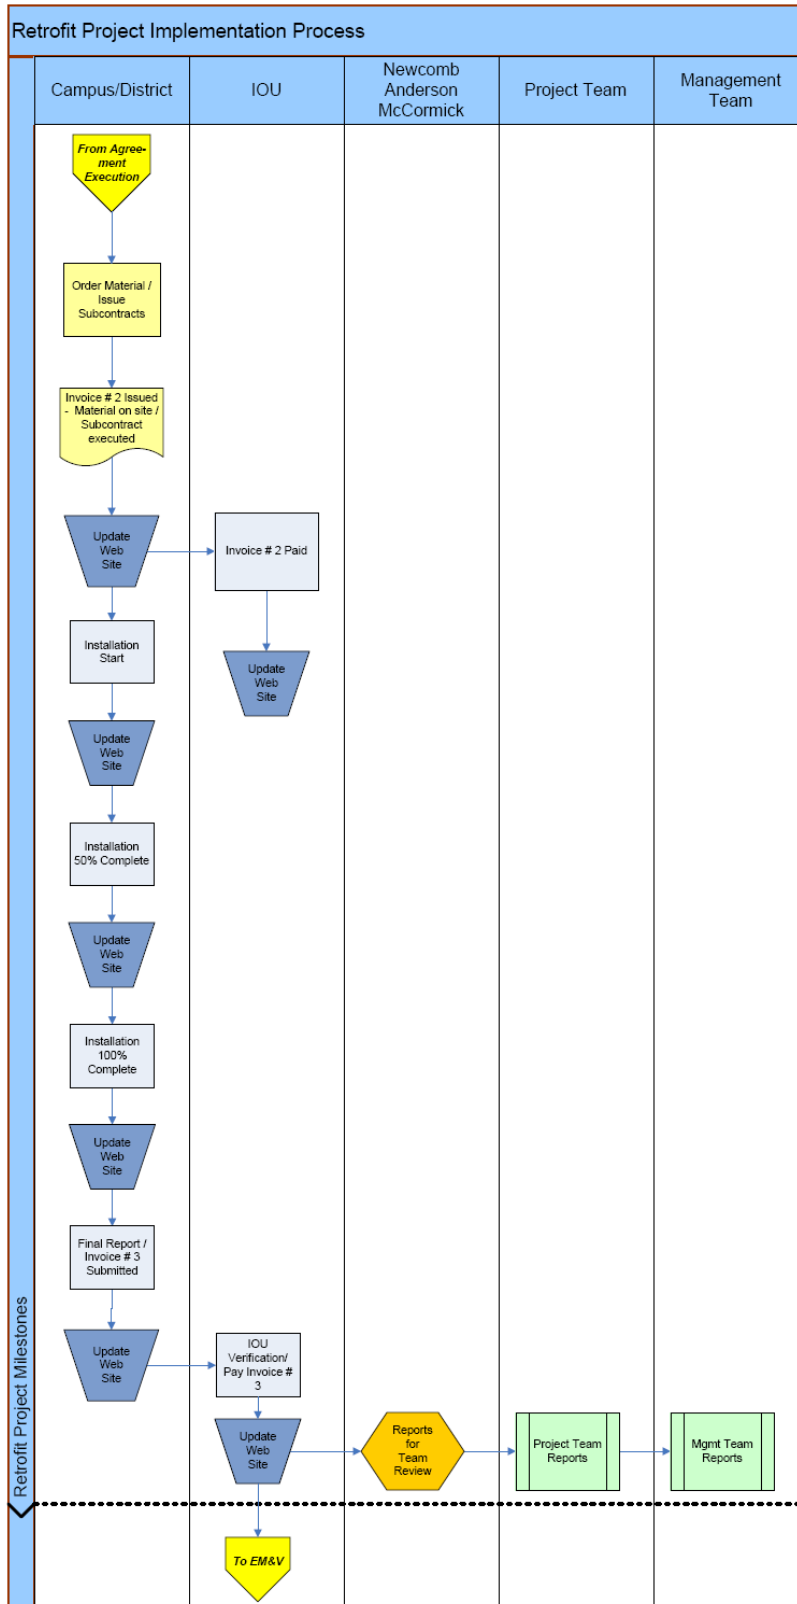 Retrofit Project Implementation Process
Campus/District
IOU
Newcomb
Anderson
McCormick
Project Team
Management
Team
From Agree-
ment
Execution
Order Material /
Issue
Subcontracts
Invoice # 2 Issued
- Material on site /
Subcontract
executed
Update
Web
Site
Invoice # 2 Paid
Installation
Start
Update
Web
Site
Update
Web
Site
Installation
50% Complete
Update
Web
Site
Installation
100%
Complete
Update
Web
Site
Final Report /
Invoice # 3
Submitted
Update
Web
Site
IOU
Verification/
Pay Invoice #
3
Update
Web
Site
Reports
for
Team
Review
Project Team
Reports
Mgmt Team
Reports
To EM&V
Retrofit Project Milestones